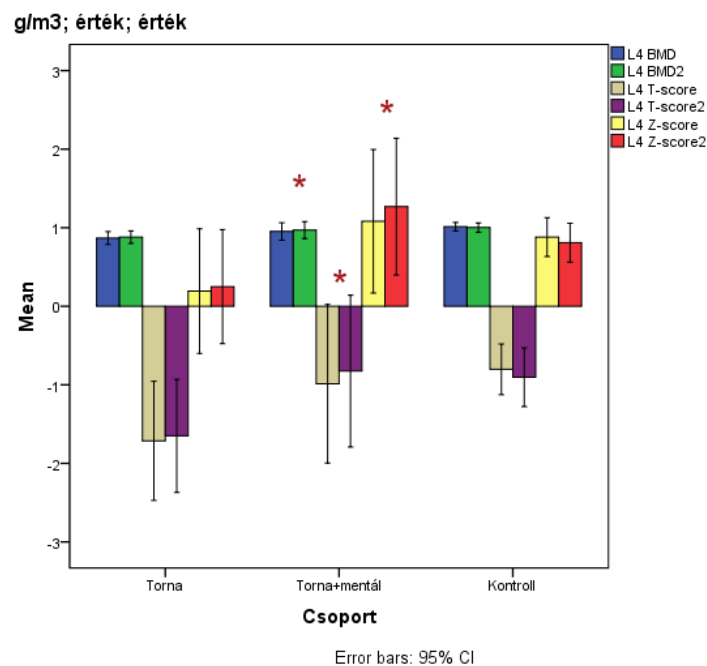 g/m3; érték; érték
L4 BMD
L4 BMD2
L4 T-score
L4 T-score2
L4 Z-score
L4 Z-score2
3
2
1
0
-1
-2
-3
Mean
*
*
*
Torna
Torna+mentál
Kontroll
Csoport
Error bars: 95% CI